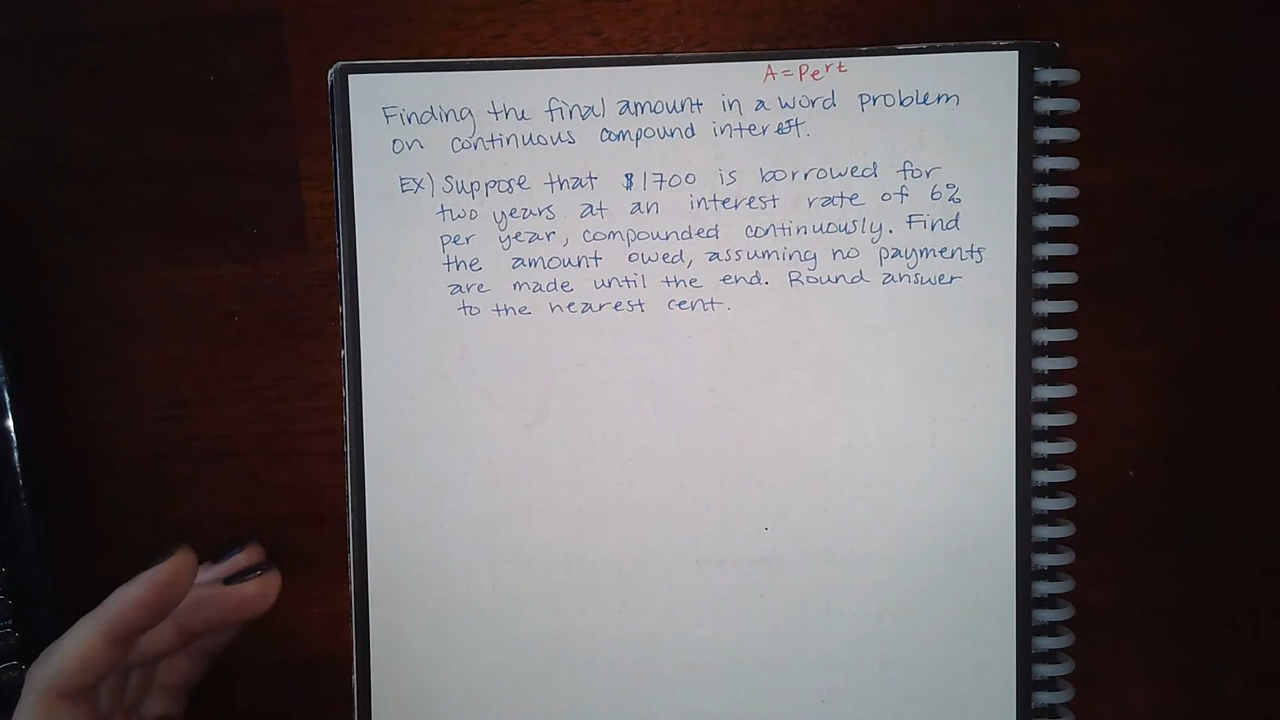 A = Pe^rt
Finding the final amount in a word problem
on continuous compound interest.
EX) Suppose that $1700 is borrowed for
two years at an interest rate of 6%
per year, compounded continuously. Find
the amount owed, assuming no payments
are made until the end. Round answer
to the nearest cent.